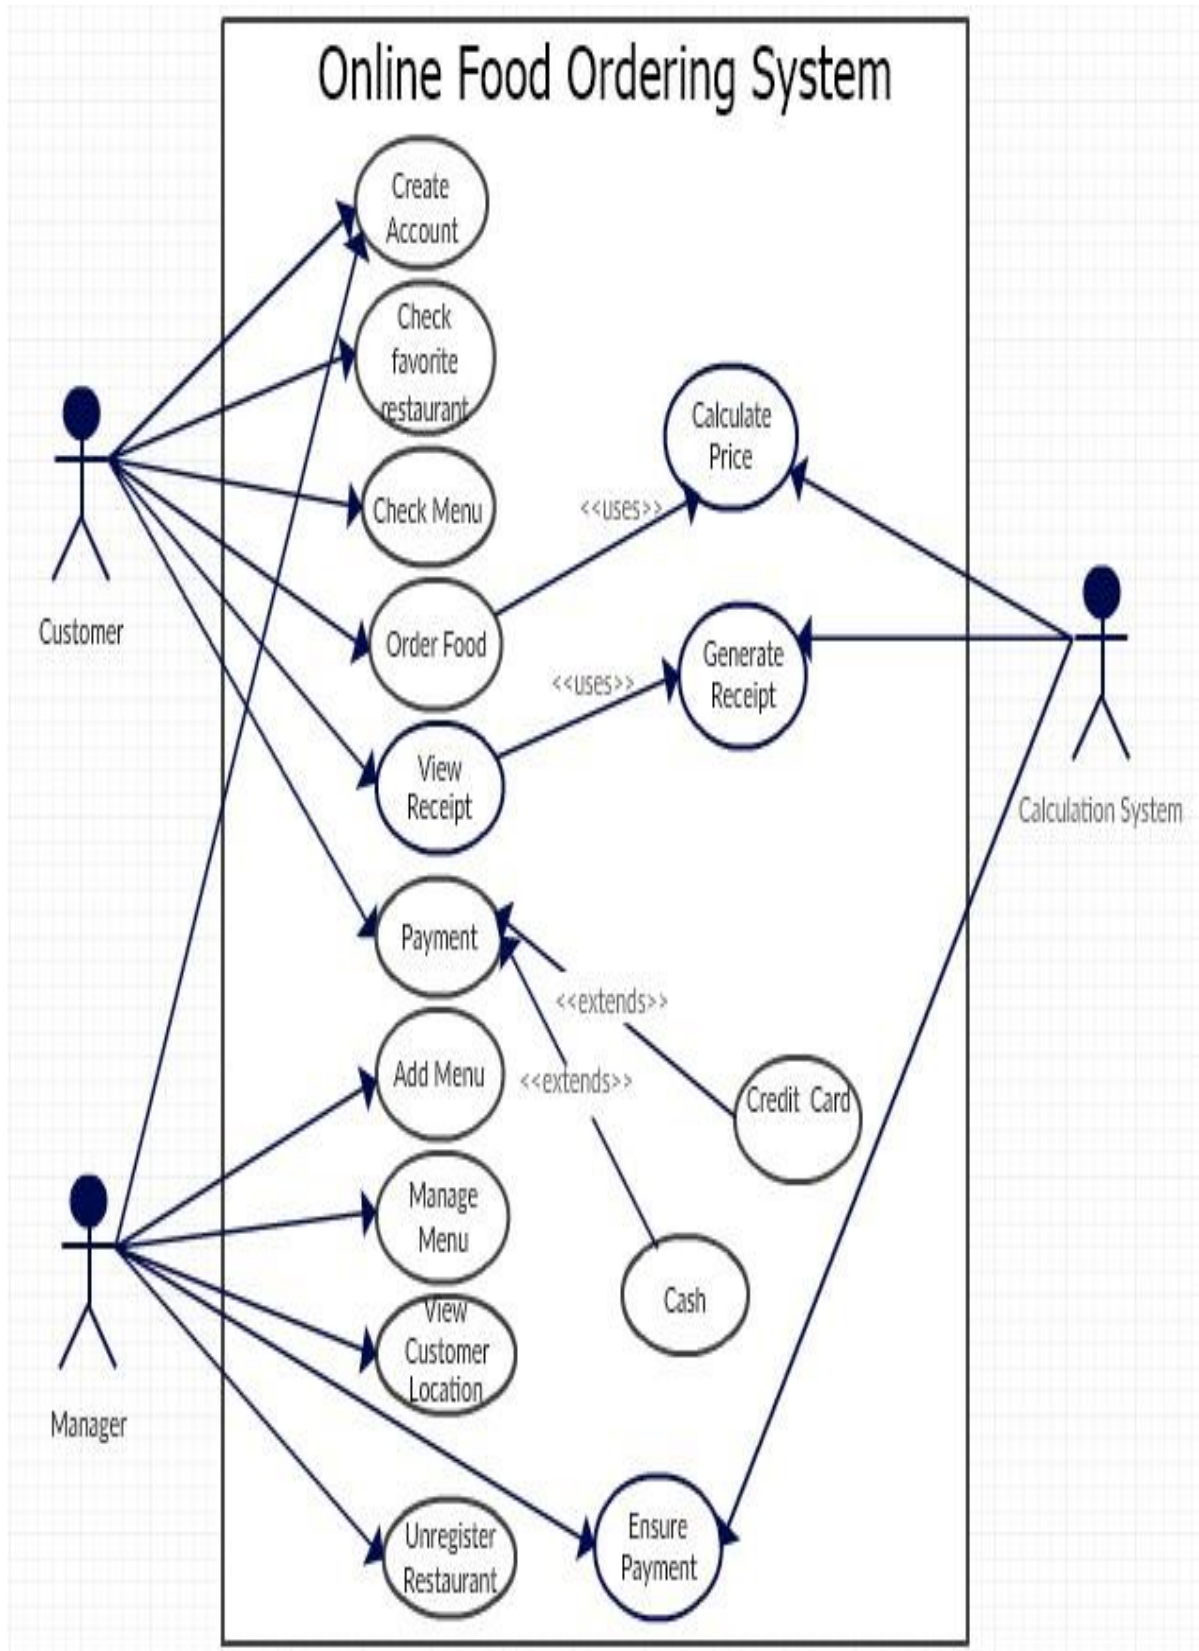 Online Food Ordering System
Create
Account
Check
favorite
restaurant
Calculate
Price
Check Menu
<<uses>>
Customer
Order Food
Generate
Receipt
<<uses>>
View
Receipt
Calculation System
Payment
<<extends>>
Add Menu
<<extends>>
Credit Card
Manage
Menu
Cash
View
Customer
Location
Manager
Ensure
Payment
Unregister
Restaurant